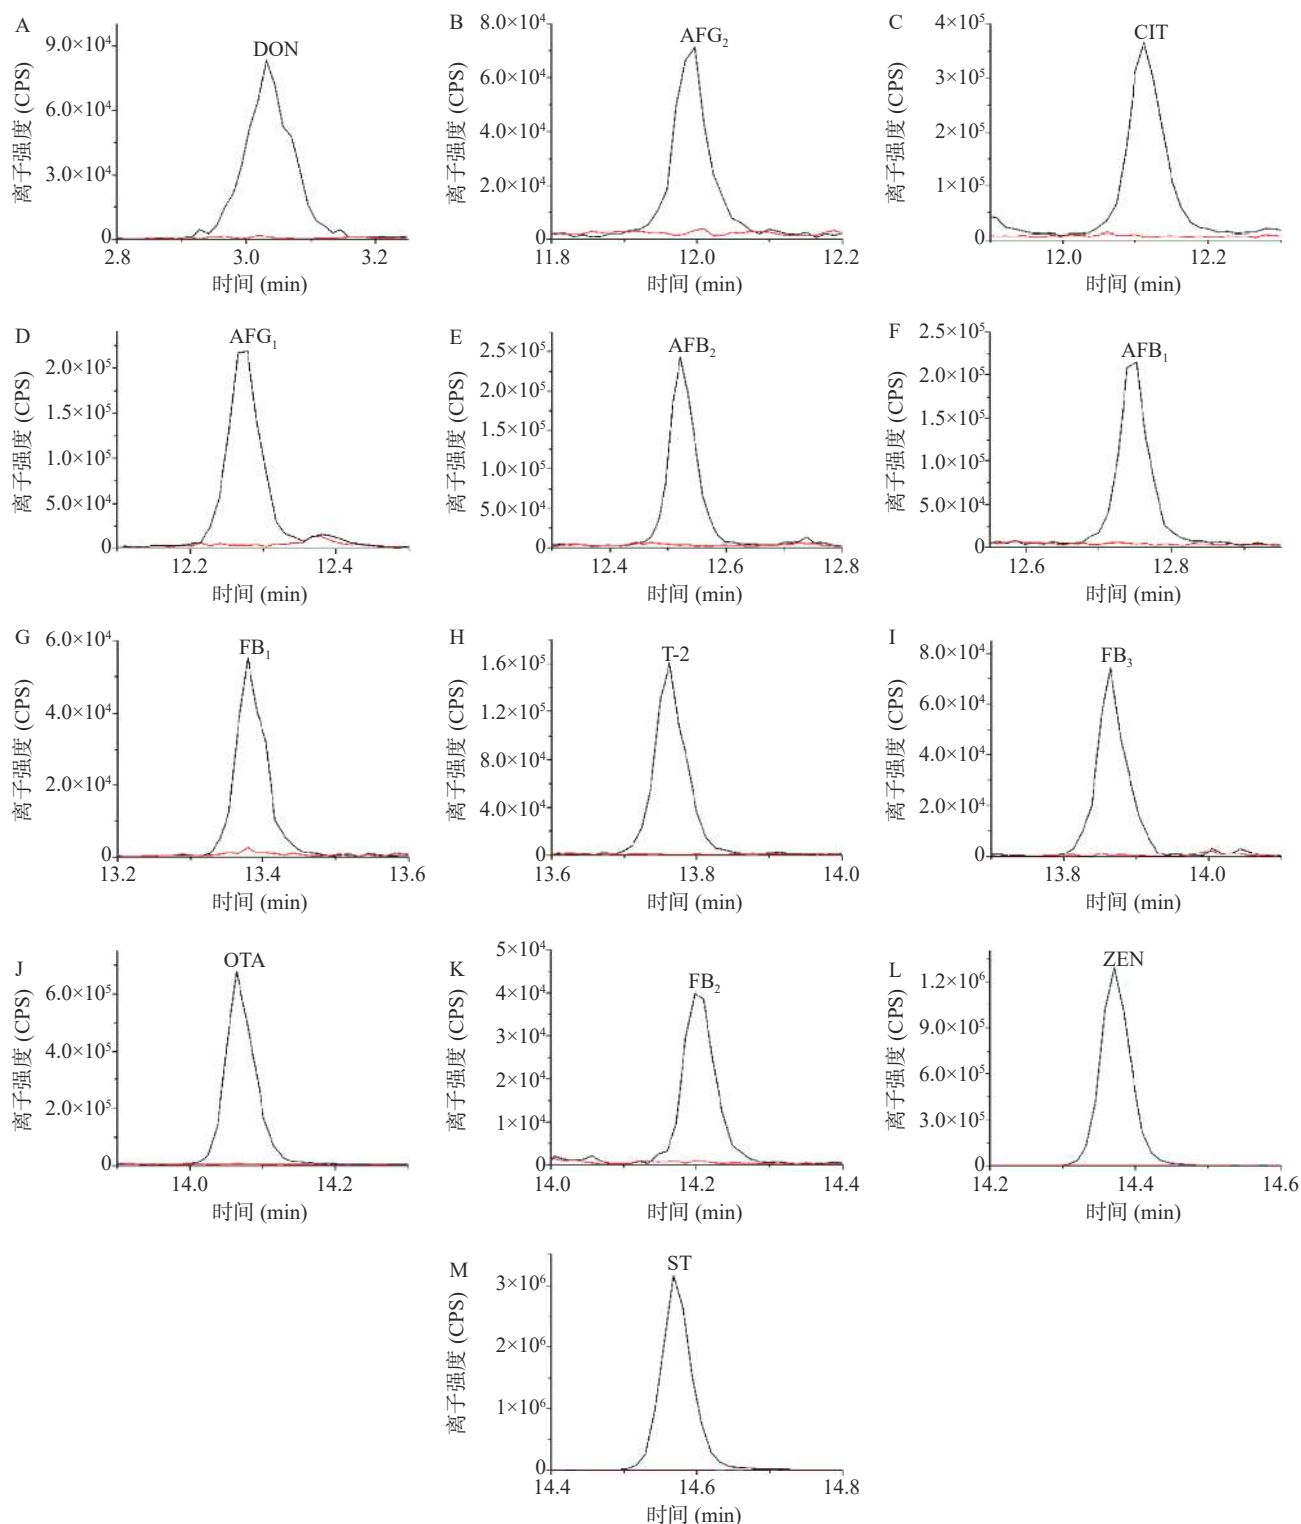 A
DON
9.0×10⁴
6.0×10⁴
3.0×10⁴
0
离子强度 (CPS)
2.8 3.0 3.2
时间 (min)
B
AFG₂
8.0×10⁴
6.0×10⁴
4.0×10⁴
2.0×10⁴
0
离子强度 (CPS)
11.8 12.0 12.2
时间 (min)
C
CIT
4×10⁵
3×10⁵
2×10⁵
1×10⁵
0
离子强度 (CPS)
12.0 12.2
时间 (min)
D
AFG₁
2.0×10⁵
1.5×10⁵
1.0×10⁵
5.0×10⁴
0
离子强度 (CPS)
12.2 12.4
时间 (min)
E
AFB₂
2.5×10⁵
2.0×10⁵
1.5×10⁵
1.0×10⁵
5.0×10⁴
0
离子强度 (CPS)
12.4 12.6 12.8
时间 (min)
F
AFB₁
2.5×10⁵
2.0×10⁵
1.5×10⁵
1.0×10⁵
5.0×10⁴
0
离子强度 (CPS)
12.6 12.8
时间 (min)
G
FB₁
6.0×10⁴
4.0×10⁴
2.0×10⁴
0
离子强度 (CPS)
13.2 13.4 13.6
时间 (min)
H
T-2
1.6×10⁵
1.2×10⁵
8.0×10⁴
4.0×10⁴
0
离子强度 (CPS)
13.6 13.8 14.0
时间 (min)
I
FB₃
8.0×10⁴
6.0×10⁴
4.0×10⁴
2.0×10⁴
0
离子强度 (CPS)
13.8 14.0
时间 (min)
J
OTA
6.0×10⁵
4.0×10⁵
2.0×10⁵
0
离子强度 (CPS)
14.0 14.2
时间 (min)
K
FB₂
5×10⁴
4×10⁴
3×10⁴
2×10⁴
1×10⁴
0
离子强度 (CPS)
14.0 14.2 14.4
时间 (min)
L
ZEN
1.2×10⁶
9.0×10⁵
6.0×10⁵
3.0×10⁵
0
离子强度 (CPS)
14.2 14.4 14.6
时间 (min)
M
ST
3×10⁶
2×10⁶
1×10⁶
0
离子强度 (CPS)
14.4 14.6 14.8
时间 (min)